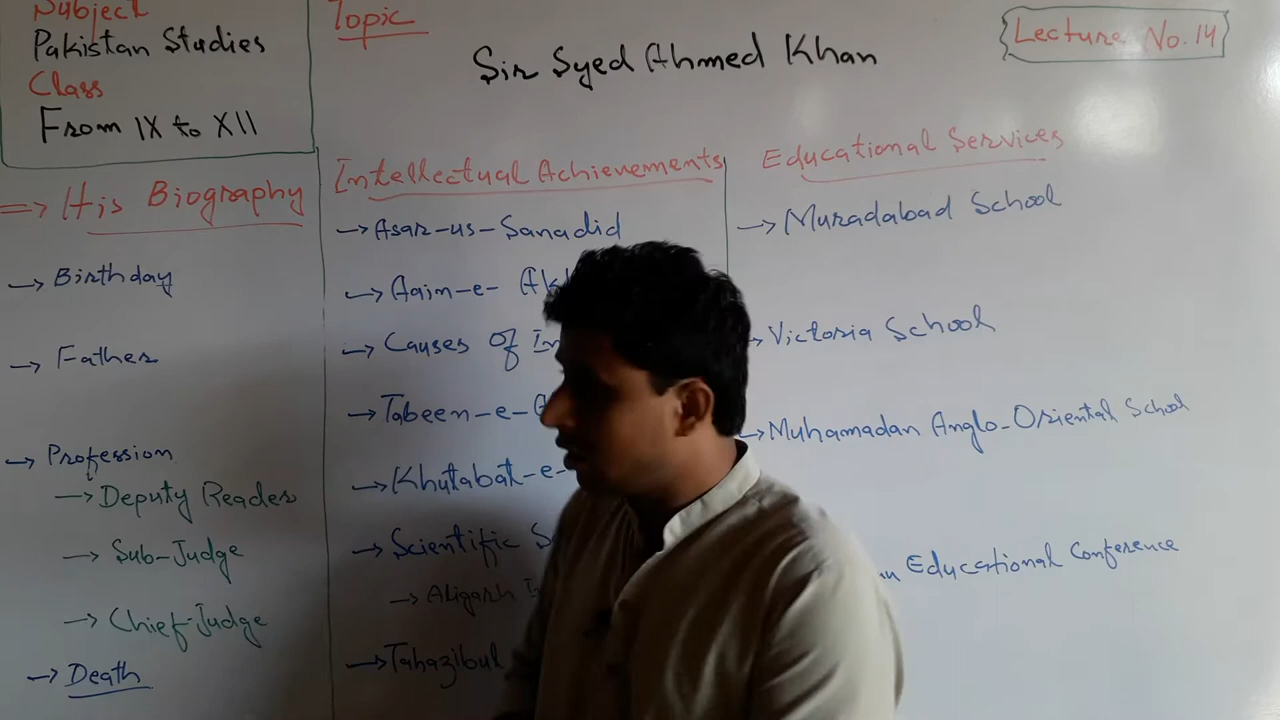 Subject
Pakistan Studies
Class
From IX to XII
Topic
Sir Syed Ahmed Khan
Lecture No. 14
=> His Biography
→ Birthday
→ Father
→ Profession
→ Deputy Reader
→ Sub-Judge
→ Chief-Judge
→ Death
Intellectual Achievements
→ Asar-us-Sanadid
→ Aain-e- Ak
→ Causes Of In
→ Tabeen-e-
→ Khutabat-e-
→ Scientific S
→ Aligarh I
→ Tahazibul
Educational Services
→ Muradabad School
→ Victoria School
→ Muhamadan Anglo-Oriental School
n Educational Conference